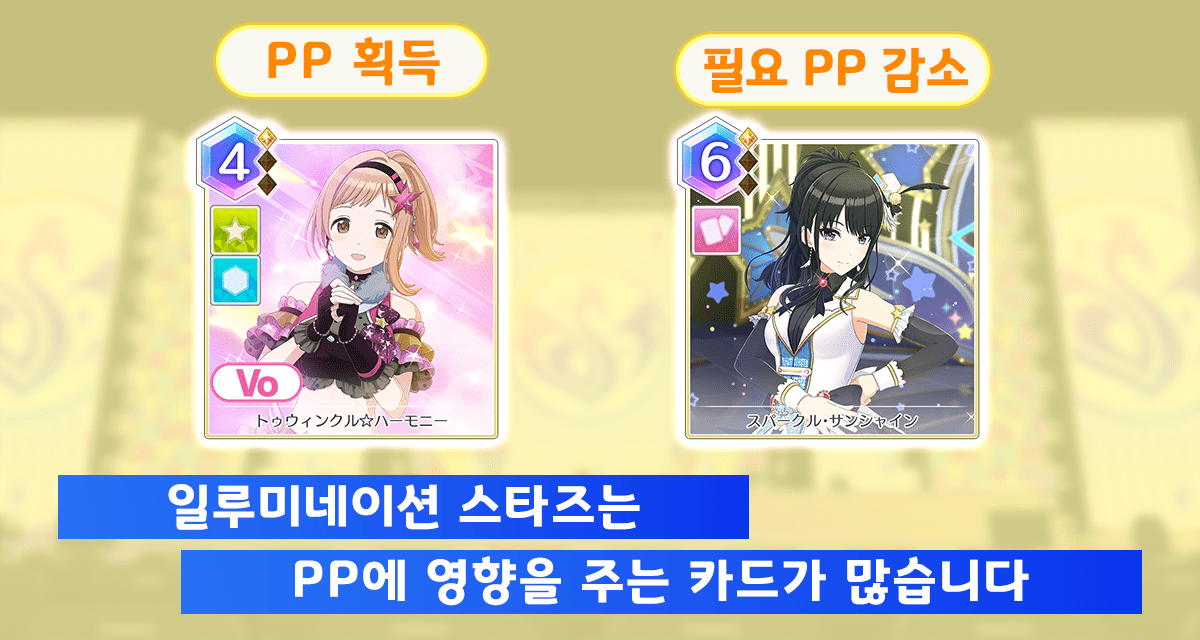 PP 획득
필요 PP 감소
4
6
Vo
トゥウィンクル☆ハーモニー
スパークル・サンシャイン
일루미네이션 스타즈는
PP에 영향을 주는 카드가 많습니다